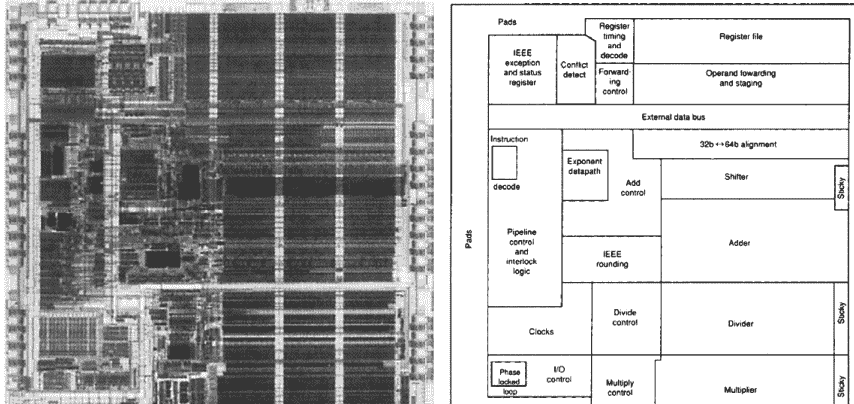 Pads
Register
timing
and
decode
Register file
IEEE
exception
and status
register
Conflict
detect
Forward-
ing
control
Operand fowarding
and staging
External data bus
Instruction
decode
32b ↔ 64b alignment
Exponent
datapath
Add
control
Shifter
Sticky
Pads
Pipeline
control
and
interlock
logic
IEEE
rounding
Adder
Clocks
Divide
control
Divider
Sticky
Phase
locked
loop
I/O
control
Multiply
control
Multiplier
Sticky